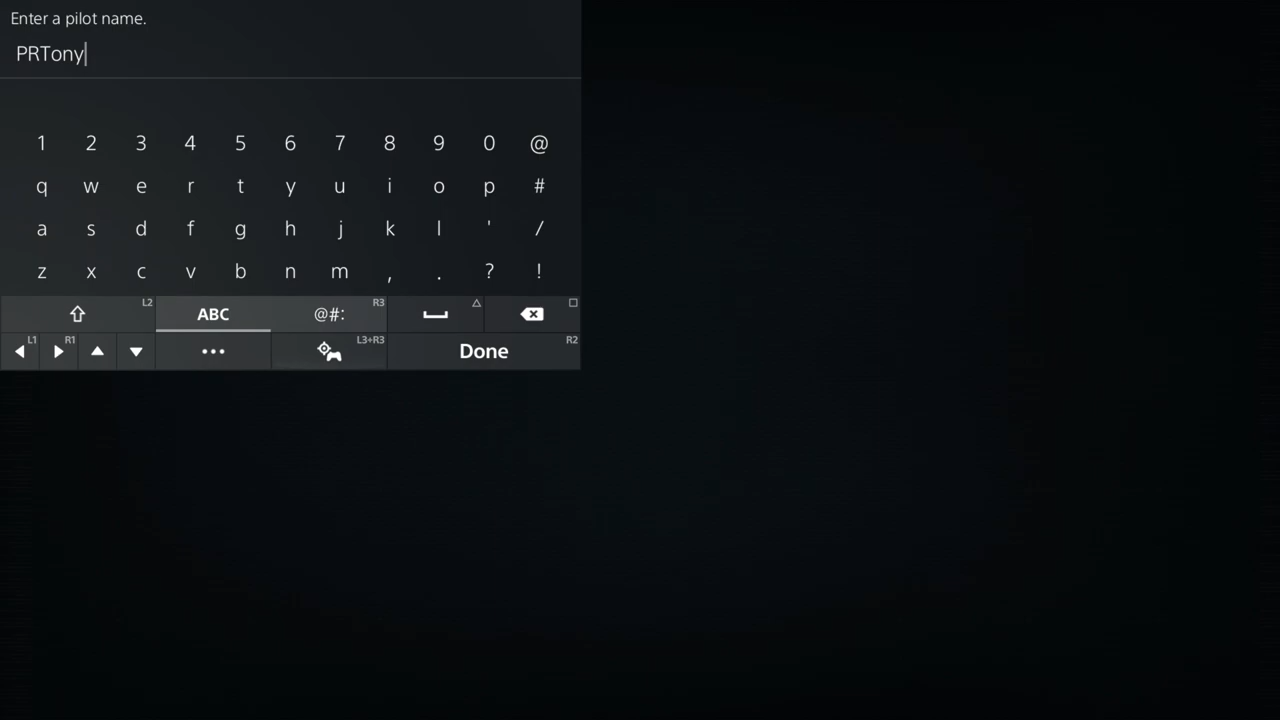 Enter a pilot name.
PRTony
1 2 3 4 5 6 7 8 9 0 @
q w e r t y u i o p #
a s d f g h j k l ' /
z x c v b n m , . ? !
L2 ABC @#: R3 △ □
L1 R1 ... L3+R3 Done R2